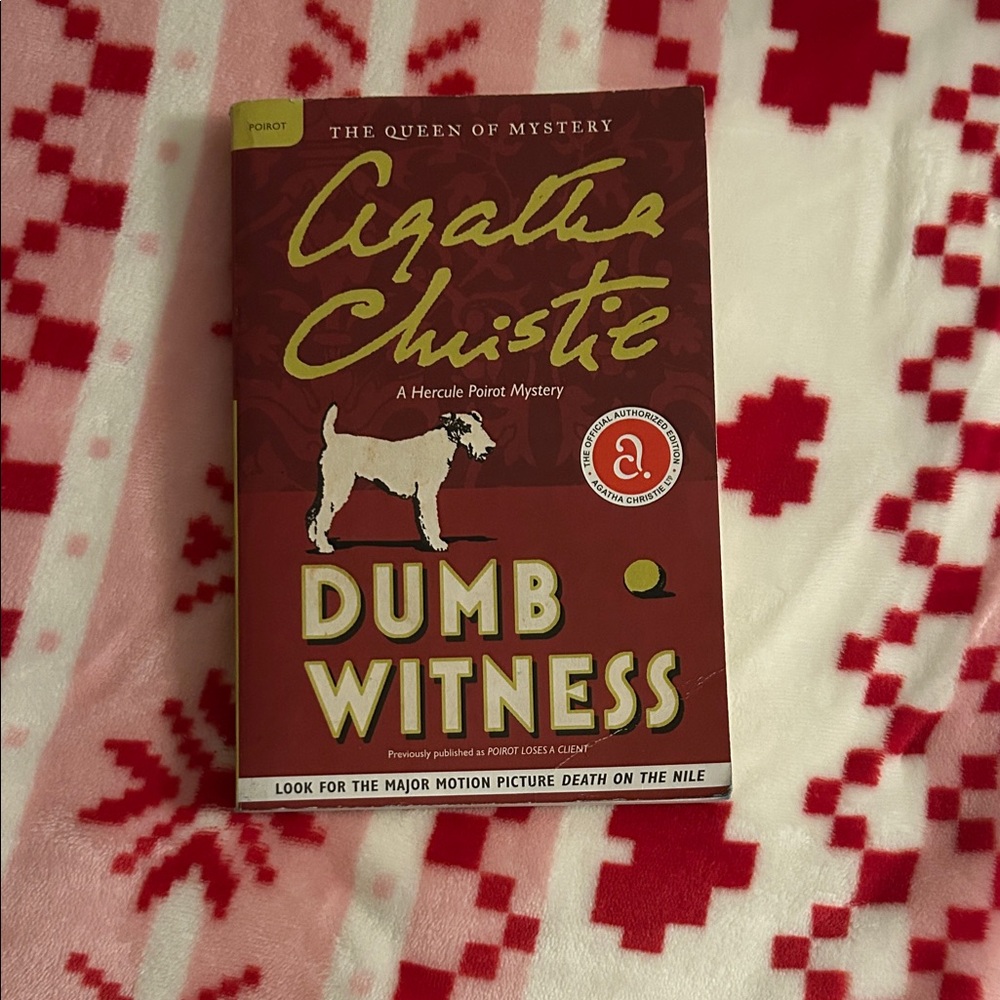 POIROT
THE QUEEN OF MYSTERY
Agatha
Christie
A Hercule Poirot Mystery
THE OFFICIAL AUTHORIZED EDITION
a.
AGATHA CHRISTIE LTD
DUMB
WITNESS
Previously published as POIROT LOSES A CLIENT
LOOK FOR THE MAJOR MOTION PICTURE DEATH ON THE NILE